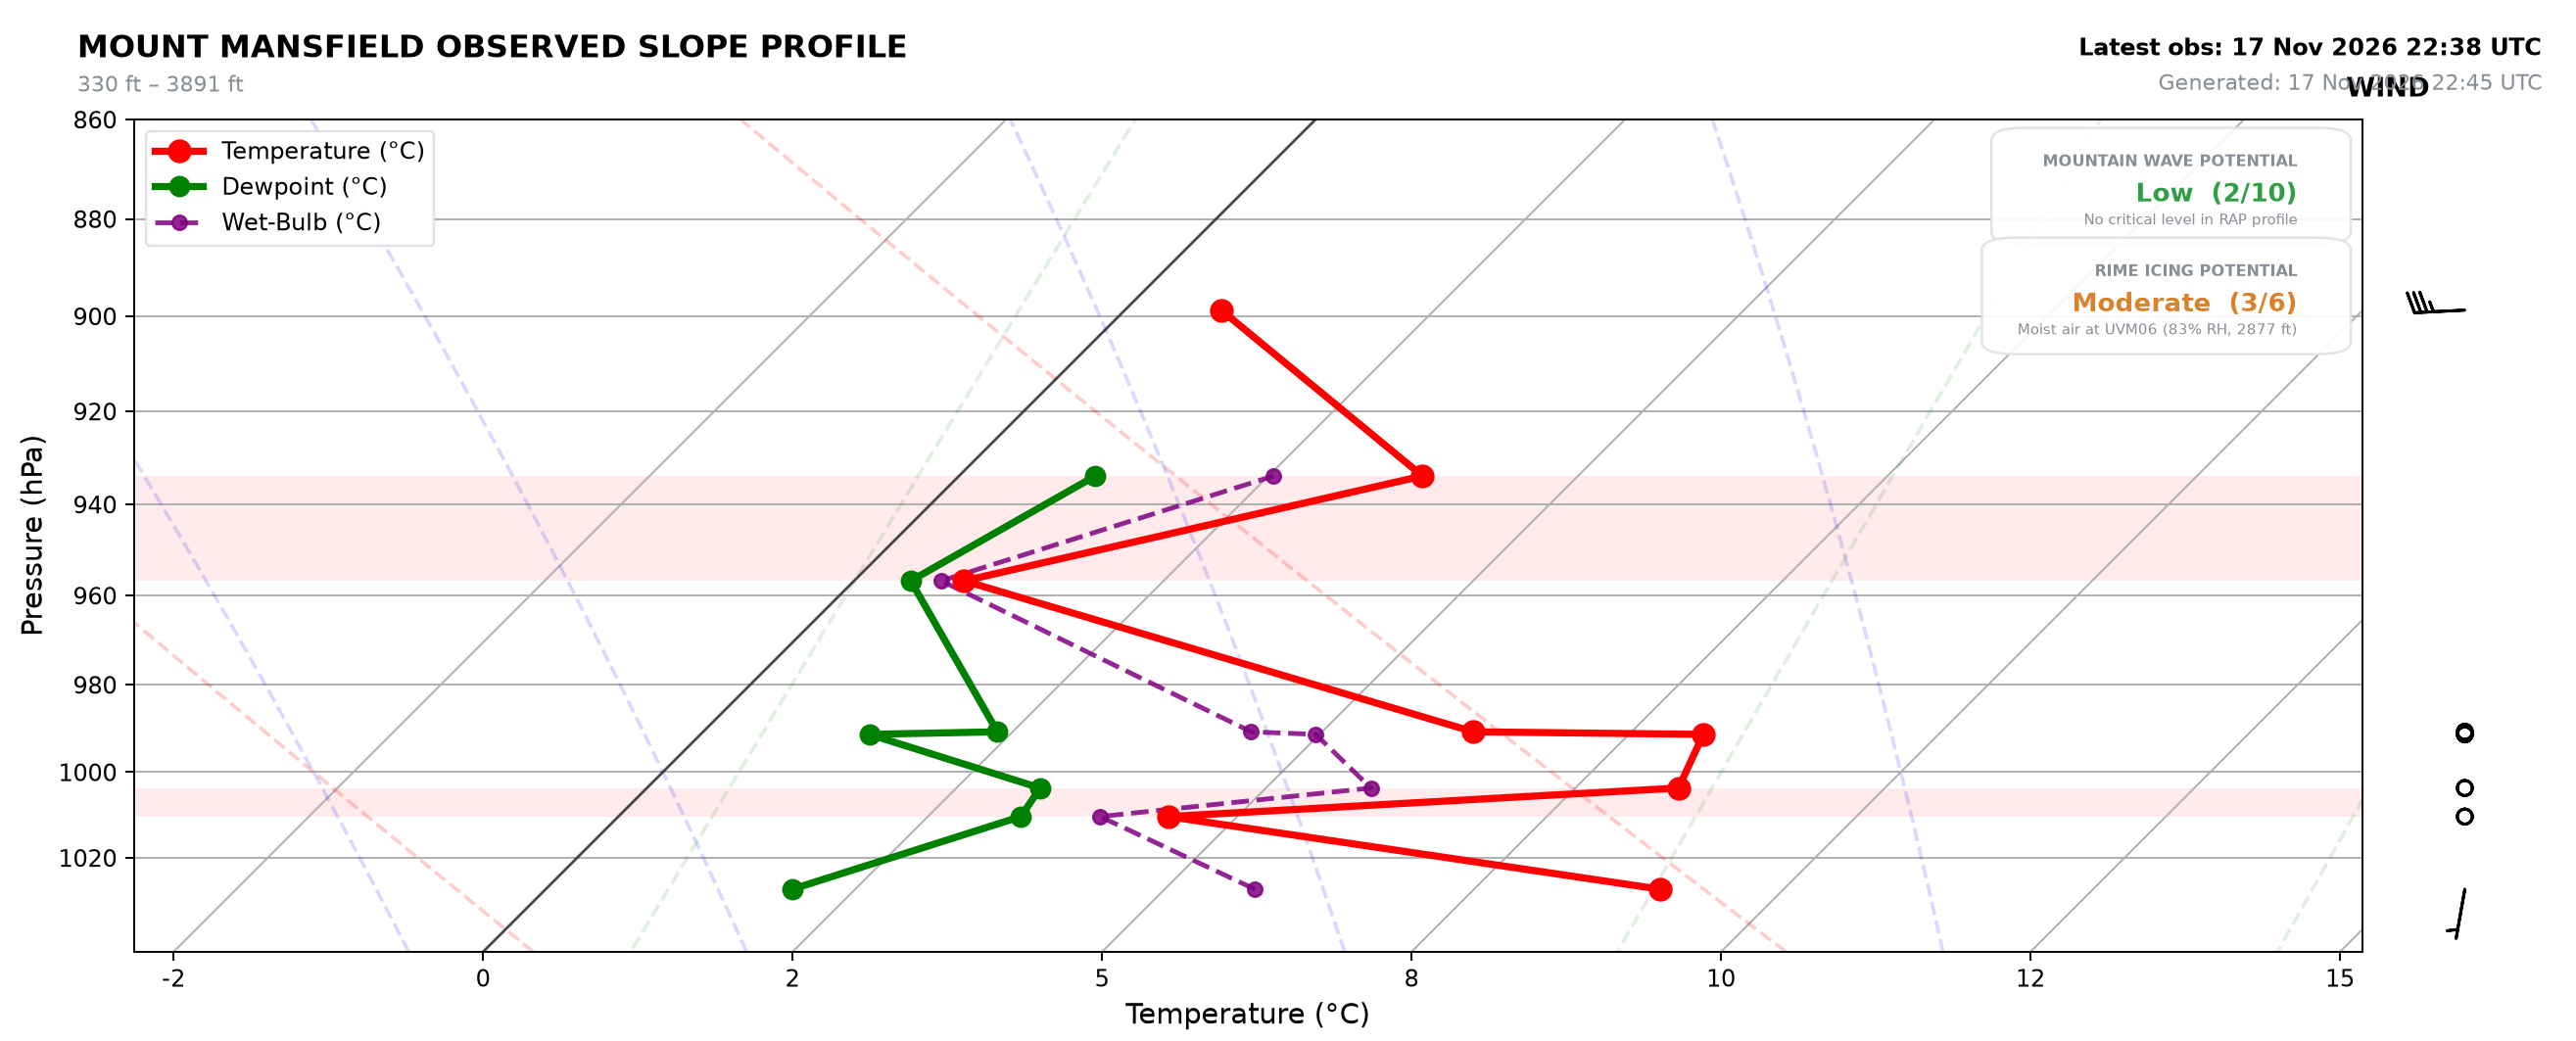 MOUNT MANSFIELD OBSERVED SLOPE PROFILE
330 ft – 3891 ft
Latest obs: 17 Nov 2026 22:38 UTC
Generated: 17 Nov 2026 22:45 UTC
WIND
Temperature (°C)
Dewpoint (°C)
Wet-Bulb (°C)
MOUNTAIN WAVE POTENTIAL
Low (2/10)
No critical level in RAP profile
RIME ICING POTENTIAL
Moderate (3/6)
Moist air at UVM06 (83% RH, 2877 ft)
Pressure (hPa)
860
880
900
920
940
960
980
1000
1020
-2 0 2 5 8 10 12 15
Temperature (°C)